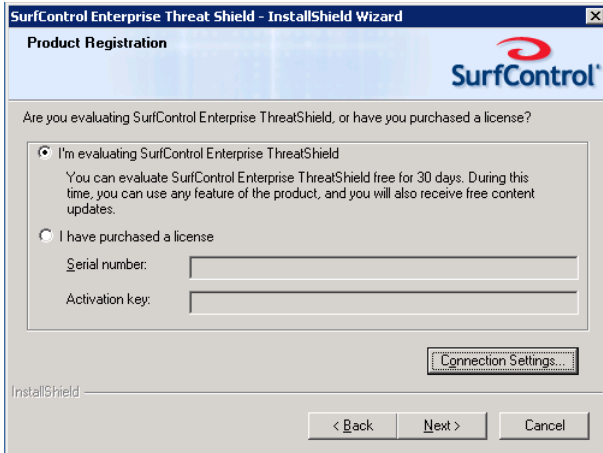 SurfControl Enterprise Threat Shield - InstallShield Wizard
Product Registration
SurfControl
Are you evaluating SurfControl Enterprise ThreatShield, or have you purchased a license?
I'm evaluating SurfControl Enterprise ThreatShield
You can evaluate SurfControl Enterprise ThreatShield free for 30 days. During this
time, you can use any feature of the product, and you will also receive free content
updates.
I have purchased a license
Serial number:
Activation key:
Connection Settings...
InstallShield
< Back Next > Cancel